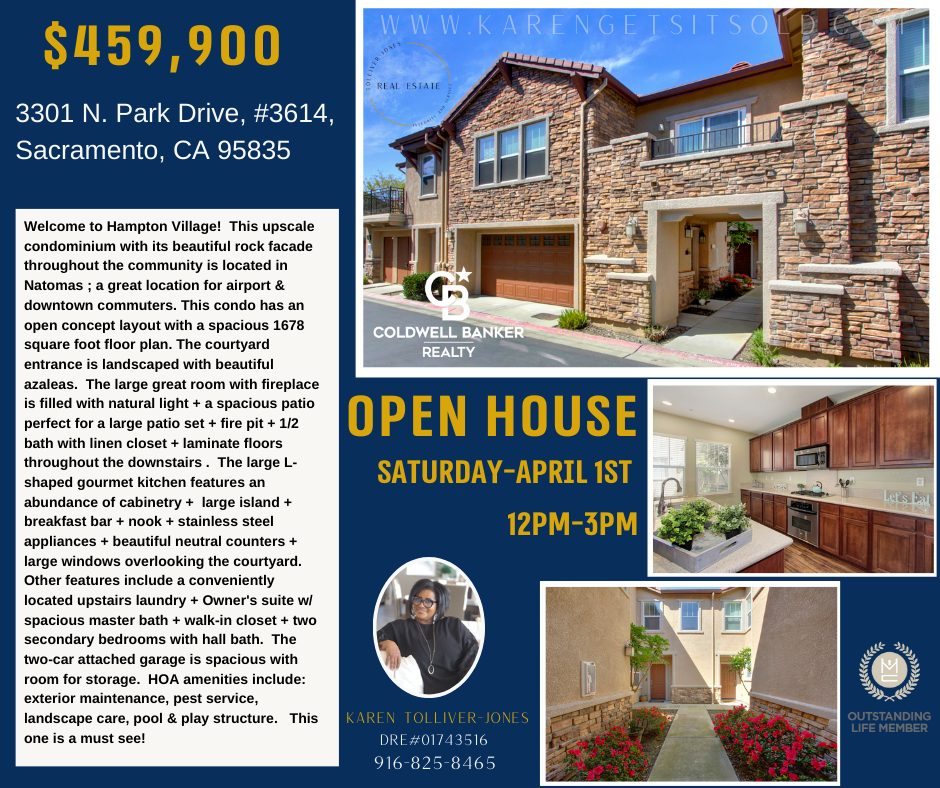 $459,900
3301 N. Park Drive, #3614,
Sacramento, CA 95835
Welcome to Hampton Village!  This upscale
condominium with its beautiful rock facade
throughout the community is located in
Natomas ; a great location for airport &
downtown commuters. This condo has an
open concept layout with a spacious 1678
square foot floor plan. The courtyard
entrance is landscaped with beautiful
azaleas.  The large great room with fireplace
is filled with natural light + a spacious patio
perfect for a large patio set + fire pit + 1/2
bath with linen closet + laminate floors
throughout the downstairs .  The large L-
shaped gourmet kitchen features an
abundance of cabinetry +  large island +
breakfast bar + nook + stainless steel
appliances + beautiful neutral counters +
large windows overlooking the courtyard.
Other features include a conveniently
located upstairs laundry + Owner's suite w/
spacious master bath + walk-in closet + two
secondary bedrooms with hall bath.  The
two-car attached garage is spacious with
room for storage.  HOA amenities include:
exterior maintenance, pest service,
landscape care, pool & play structure.   This
one is a must see!
WWW.KARENGETSITSOLD.COM
TOLLIVER-JONES
REAL ESTATE
CB
COLDWELL BANKER
REALTY
OPEN HOUSE
SATURDAY-APRIL 1ST
12PM-3PM
Let's Eat
KAREN TOLLIVER-JONES
DRE#01743516
916-825-8465
OUTSTANDING
LIFE MEMBER